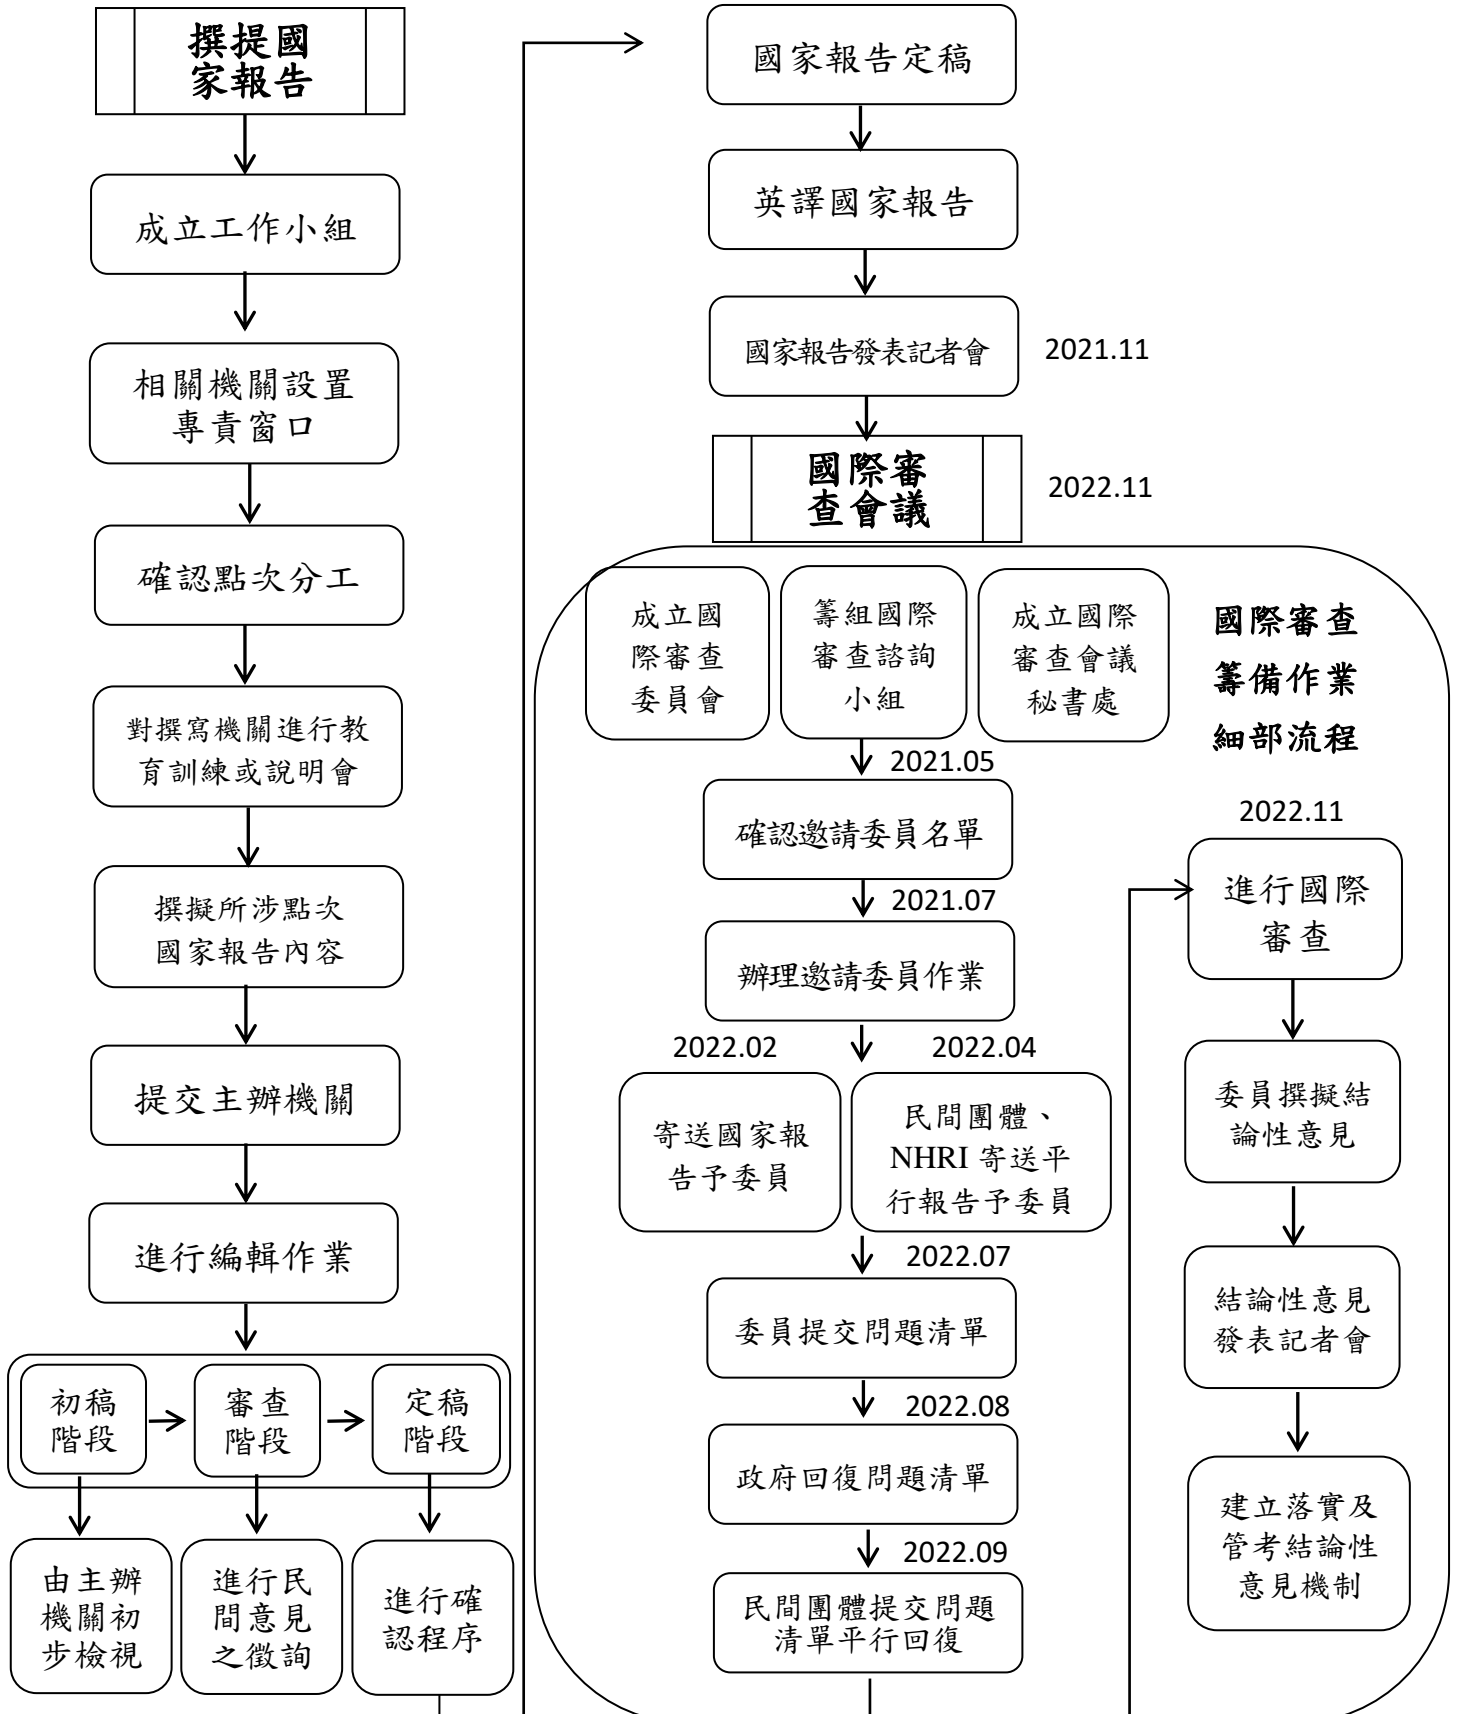 撰提國
家報告
成立工作小組
相關機關設置
專責窗口
確認點次分工
對撰寫機關進行教
育訓練或說明會
撰擬所涉點次
國家報告內容
提交主辦機關
進行編輯作業
初稿
階段
審查
階段
定稿
階段
由主辦
機關初
步檢視
進行民
間意見
之徵詢
進行確
認程序
國家報告定稿
英譯國家報告
國家報告發表記者會
2021.11
國際審
查會議
2022.11
成立國
際審查
委員會
籌組國際
審查諮詢
小組
成立國際
審查會議
秘書處
國際審查
籌備作業
細部流程
2021.05
確認邀請委員名單
2021.07
辦理邀請委員作業
2022.02
2022.04
寄送國家報
告予委員
民間團體、
NHRI 寄送平
行報告予委員
2022.07
委員提交問題清單
2022.08
政府回復問題清單
2022.09
民間團體提交問題
清單平行回復
2022.11
進行國際
審查
委員撰擬結
論性意見
結論性意見
發表記者會
建立落實及
管考結論性
意見機制